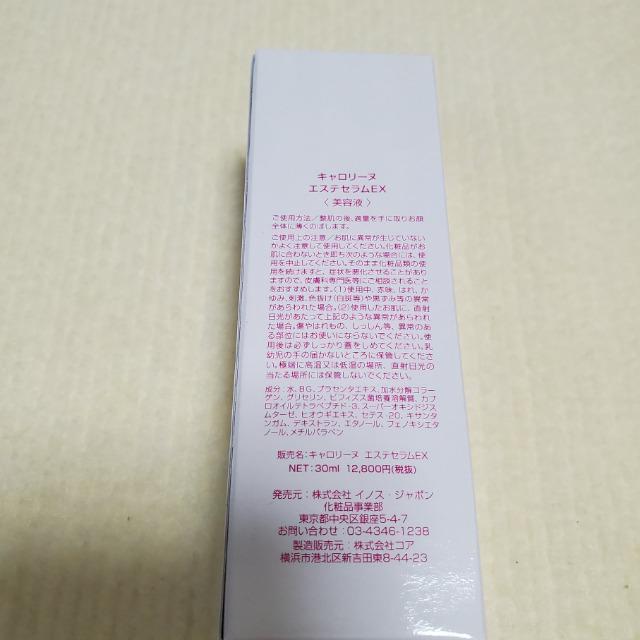 キャロリーヌ
エステセラムEX
〈 美容液 〉
ご使用方法／整肌の後、適量を手に取りお顔
全体に薄くのばします。
ご使用上の注意／お肌に異常が生じていない
かよく注意して使用してください。化粧品がお
肌に合わないとき即ち次のような場合には、使
用を中止してください。そのまま化粧品類の使
用を続けますと、症状を悪化させることがあり
ますので、皮膚科専門医等にご相談されること
をおすすめします。(1)使用中、赤味、はれ、か
ゆみ、刺激、色抜け(白斑等)や黒ずみ等の異常
があらわれた場合。(2)使用したお肌に、直射
日光があたって上記のような異常があらわれ
た場合。傷やはれもの、しっしん等、異常のあ
る部位にはお使いにならないでください。使
用後は必ずしっかり蓋をしめてください。乳
幼児の手の届かないところに保管してくださ
い。極端に高温又は低温の場所、直射日光の
当たる場所には保管しないでください。
成分：水、BG、プラセンタエキス、加水分解コラー
ゲン、グリセリン、ビフィズス菌培養溶解質、カプ
ロオイルテトラペプチド-3、スーパーオキシドジス
ムターゼ、ヒオウギエキス、セテス-20、キサンタ
ンガム、デキストラン、エタノール、フェノキシエタ
ノール、メチルパラベン
販売名：キャロリーヌ エステセラムEX
NET：30ml 12,800円(税抜)
発売元：株式会社 イノス・ジャポン
化粧品事業部
東京都中央区銀座5-4-7
お問い合わせ：03-4346-1238
製造販売元：株式会社コア
横浜市港北区新吉田東8-44-23